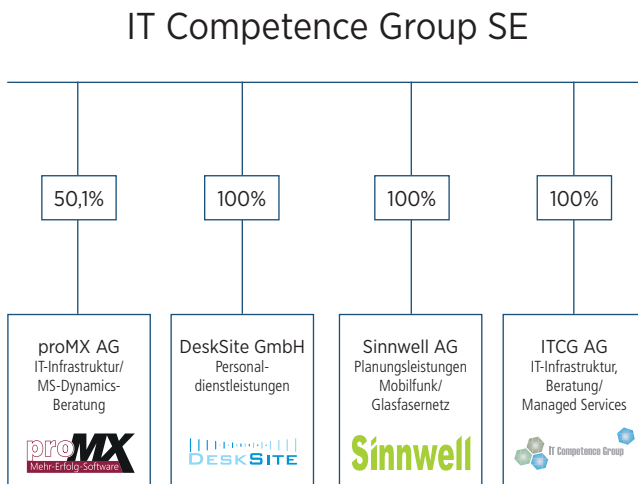 IT Competence Group SE
50,1%
100%
100%
100%
proMX AG
IT-Infrastruktur/
MS-Dynamics-
Beratung
proMX
Mehr-Erfolg-Software
DeskSite GmbH
Personal-
dienstleistungen
DESKSITE
Sinnwell AG
Planungsleistungen
Mobilfunk/
Glasfasernetz
Sinnwell
ITCG AG
IT-Infrastruktur,
Beratung/
Managed Services
IT Competence Group